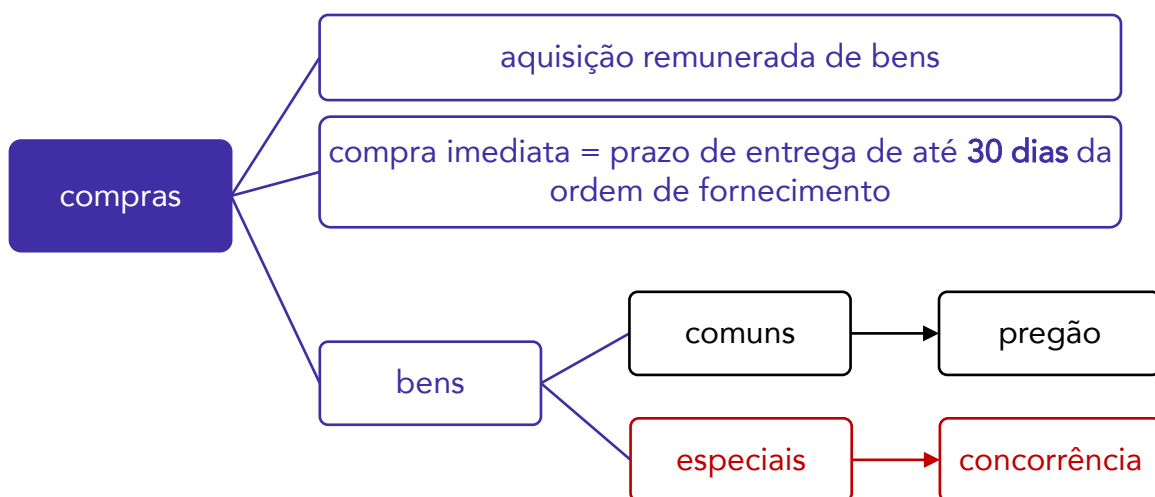 aquisição remunerada de bens
compra imediata = prazo de entrega de até 30 dias da
ordem de fornecimento
compras
comuns
pregão
bens
especiais
concorrência